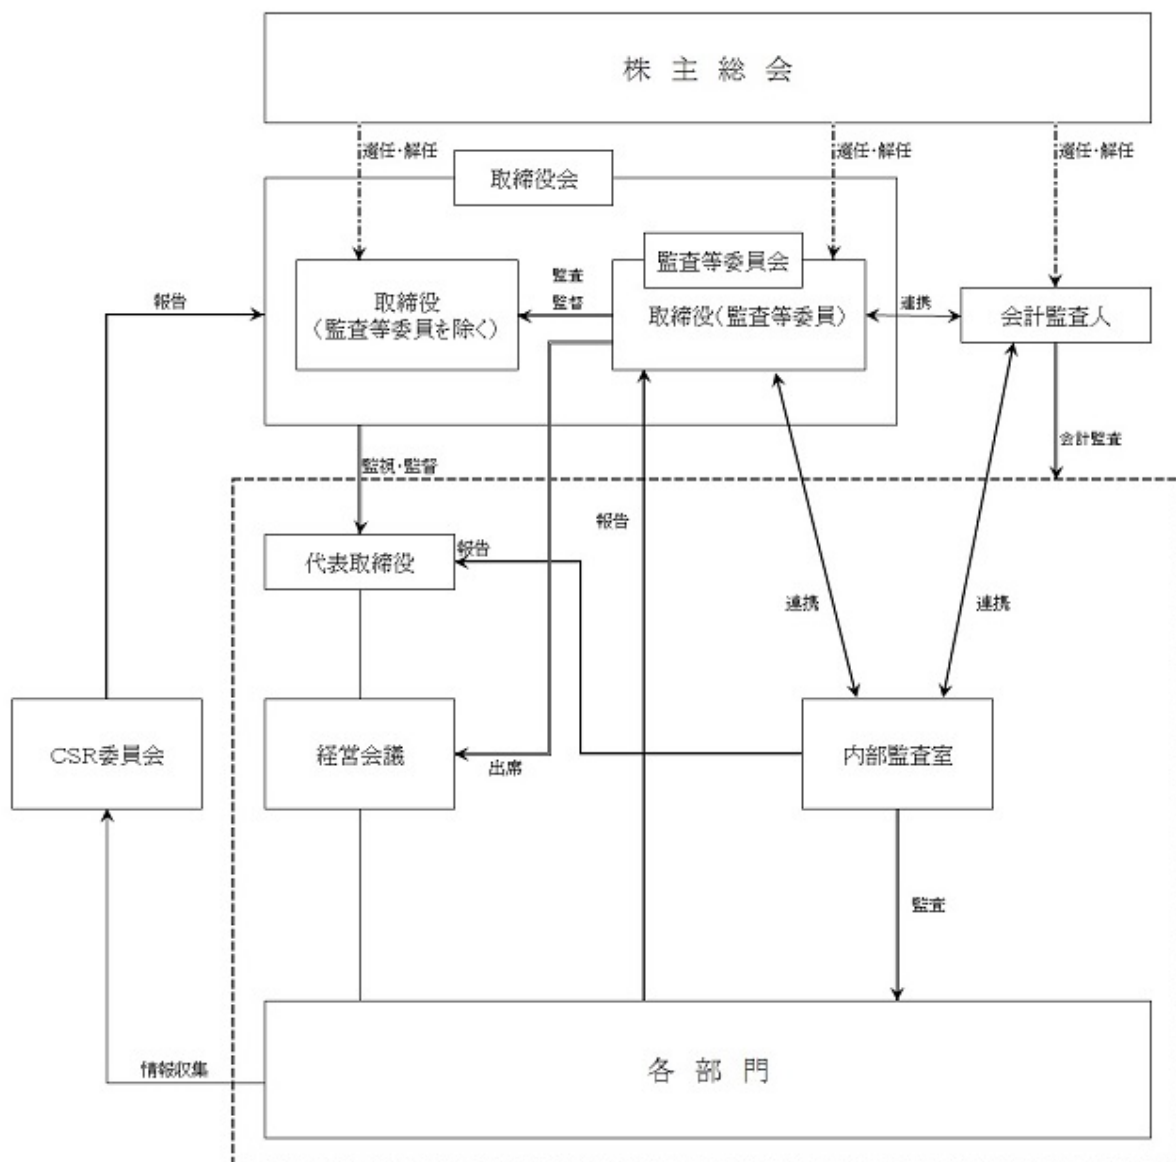 株主総会
選任・解任
選任・解任
選任・解任
取締役会
監査等委員会
取締役
（監査等委員を除く）
監査
監督
取締役（監査等委員）
連携
会計監査人
報告
会計監査
監視・監督
報告
代表取締役
報告
連携
連携
CSR委員会
経営会議
出席
内部監査室
監査
各部門
情報収集